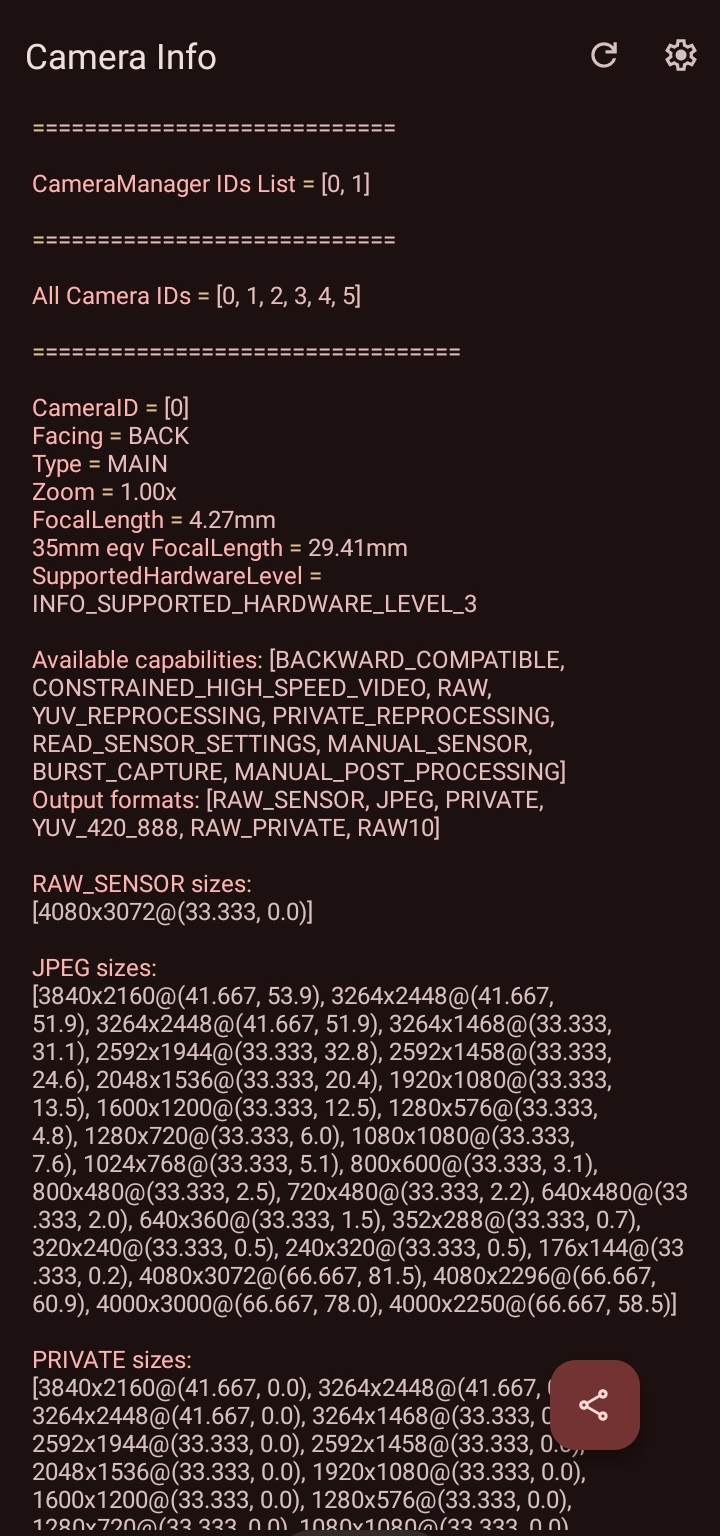 Camera Info
============================
CameraManager IDs List = [0, 1]
============================
All Camera IDs = [0, 1, 2, 3, 4, 5]
=================================
CameraID = [0]
Facing = BACK
Type = MAIN
Zoom = 1.00x
FocalLength = 4.27mm
35mm eqv FocalLength = 29.41mm
SupportedHardwareLevel =
INFO_SUPPORTED_HARDWARE_LEVEL_3
Available capabilities: [BACKWARD_COMPATIBLE,
CONSTRAINED_HIGH_SPEED_VIDEO, RAW,
YUV_REPROCESSING, PRIVATE_REPROCESSING,
READ_SENSOR_SETTINGS, MANUAL_SENSOR,
BURST_CAPTURE, MANUAL_POST_PROCESSING]
Output formats: [RAW_SENSOR, JPEG, PRIVATE,
YUV_420_888, RAW_PRIVATE, RAW10]
RAW_SENSOR sizes:
[4080x3072@(33.333, 0.0)]
JPEG sizes:
[3840x2160@(41.667, 53.9), 3264x2448@(41.667,
51.9), 3264x2448@(41.667, 51.9), 3264x1468@(33.333,
31.1), 2592x1944@(33.333, 32.8), 2592x1458@(33.333,
24.6), 2048x1536@(33.333, 20.4), 1920x1080@(33.333,
13.5), 1600x1200@(33.333, 12.5), 1280x576@(33.333,
4.8), 1280x720@(33.333, 6.0), 1080x1080@(33.333,
7.6), 1024x768@(33.333, 5.1), 800x600@(33.333, 3.1),
800x480@(33.333, 2.5), 720x480@(33.333, 2.2), 640x480@(33
.333, 2.0), 640x360@(33.333, 1.5), 352x288@(33.333, 0.7),
320x240@(33.333, 0.5), 240x320@(33.333, 0.5), 176x144@(33
.333, 0.2), 4080x3072@(66.667, 81.5), 4080x2296@(66.667,
60.9), 4000x3000@(66.667, 78.0), 4000x2250@(66.667, 58.5)]
PRIVATE sizes:
[3840x2160@(41.667, 0.0), 3264x2448@(41.667,
3264x2448@(41.667, 0.0), 3264x1468@(33.333,
2592x1944@(33.333, 0.0), 2592x1458@(33.333, 0.0),
2048x1536@(33.333, 0.0), 1920x1080@(33.333, 0.0),
1600x1200@(33.333, 0.0), 1280x576@(33.333, 0.0),
1280x720@(33.333, 0.0), 1080x1080@(33.333, 0.0)